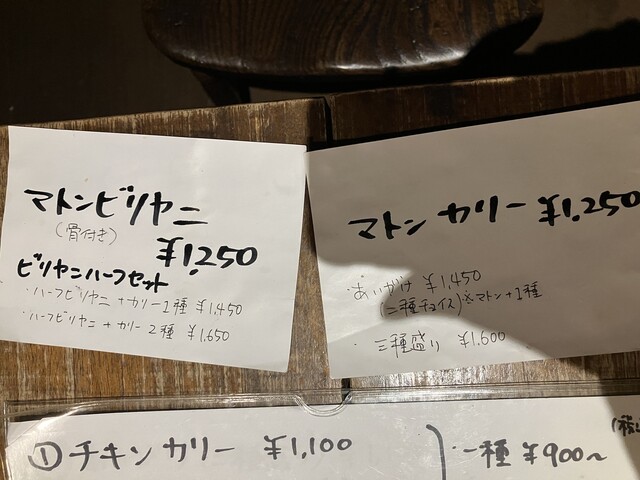 マトンビリヤニ
(骨付き)
¥1,250
ビリヤニハーフセット
・ハーフビリヤニ + カリー1種 ¥1,450
・ハーフビリヤニ + カリー 2種 ¥1,650
マトン カリー ¥1,250
・あいがけ ¥1,450
(二種チョイス)※マトン+1種
・三種盛り ¥1,600
① チキン カリー ¥1,100
一種 ¥900~